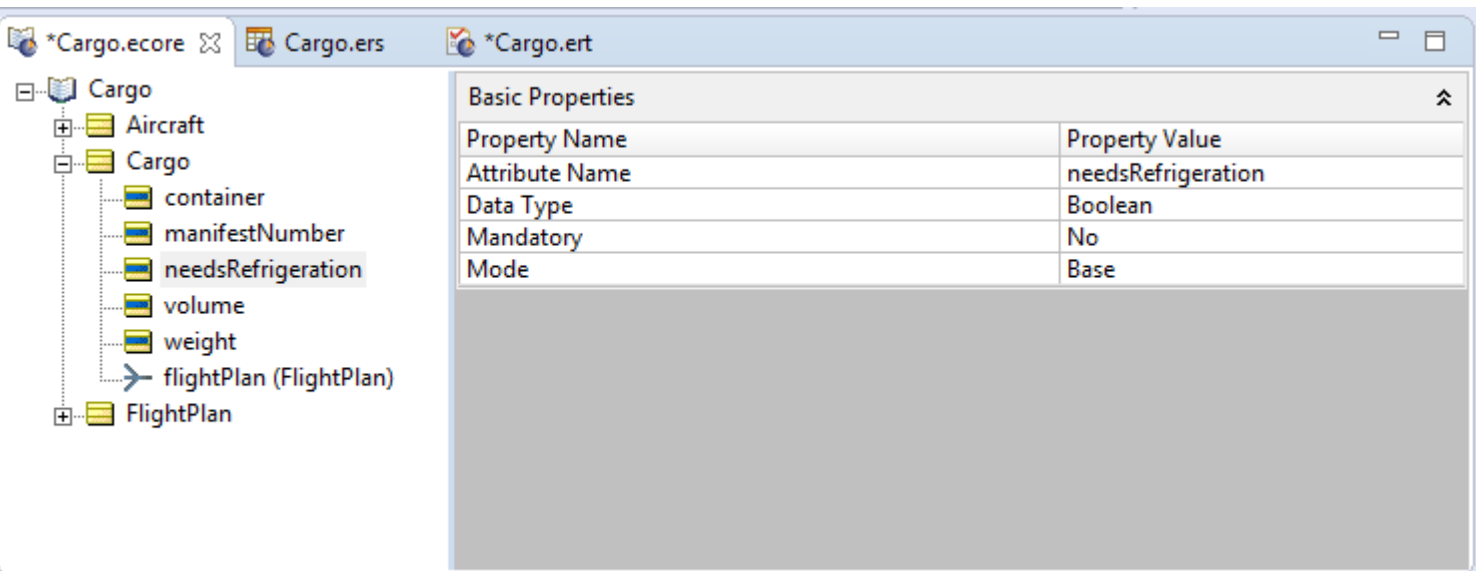 *Cargo.ecore Cargo.ers *Cargo.ert
Cargo
Aircraft
Cargo
container
manifestNumber
needsRefrigeration
volume
weight
flightPlan (FlightPlan)
FlightPlan
Basic Properties
Property Name Property Value
Attribute Name needsRefrigeration
Data Type Boolean
Mandatory No
Mode Base